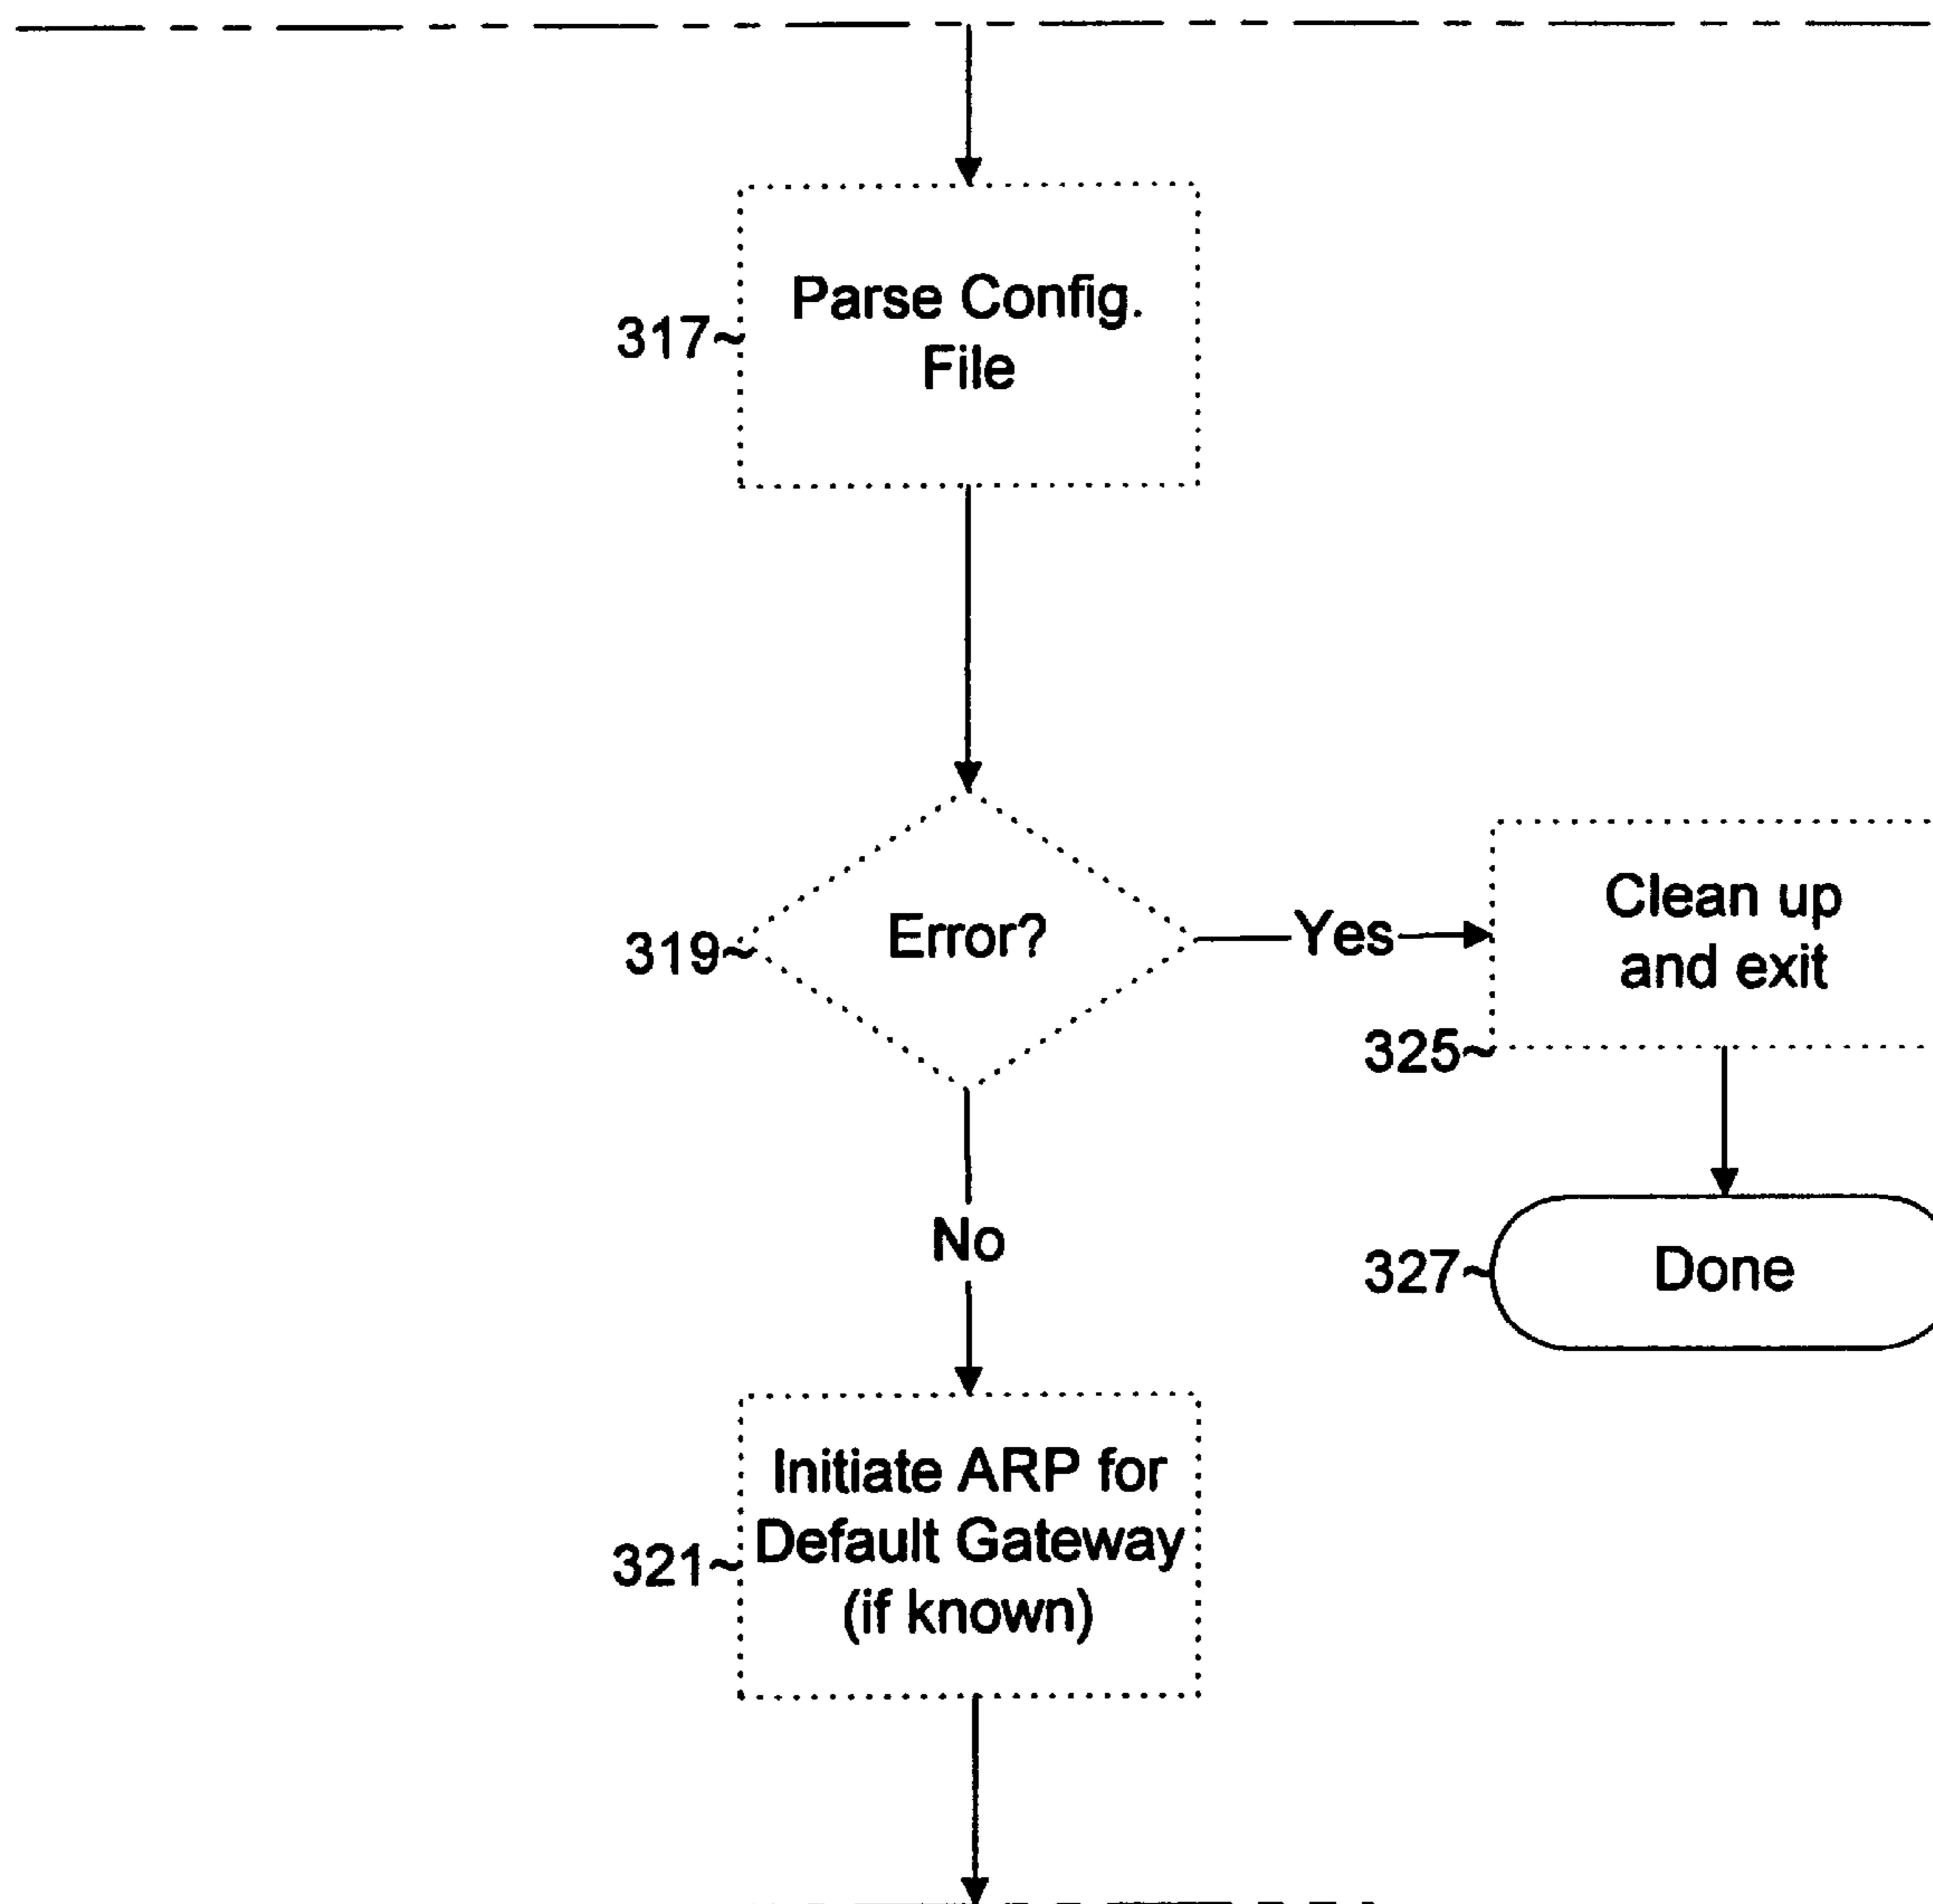 Parse Config.
File
317~
Error?
319~
Yes
Clean up
and exit
325~
No
Done
327~
Initiate ARP for
Default Gateway
(if known)
321~